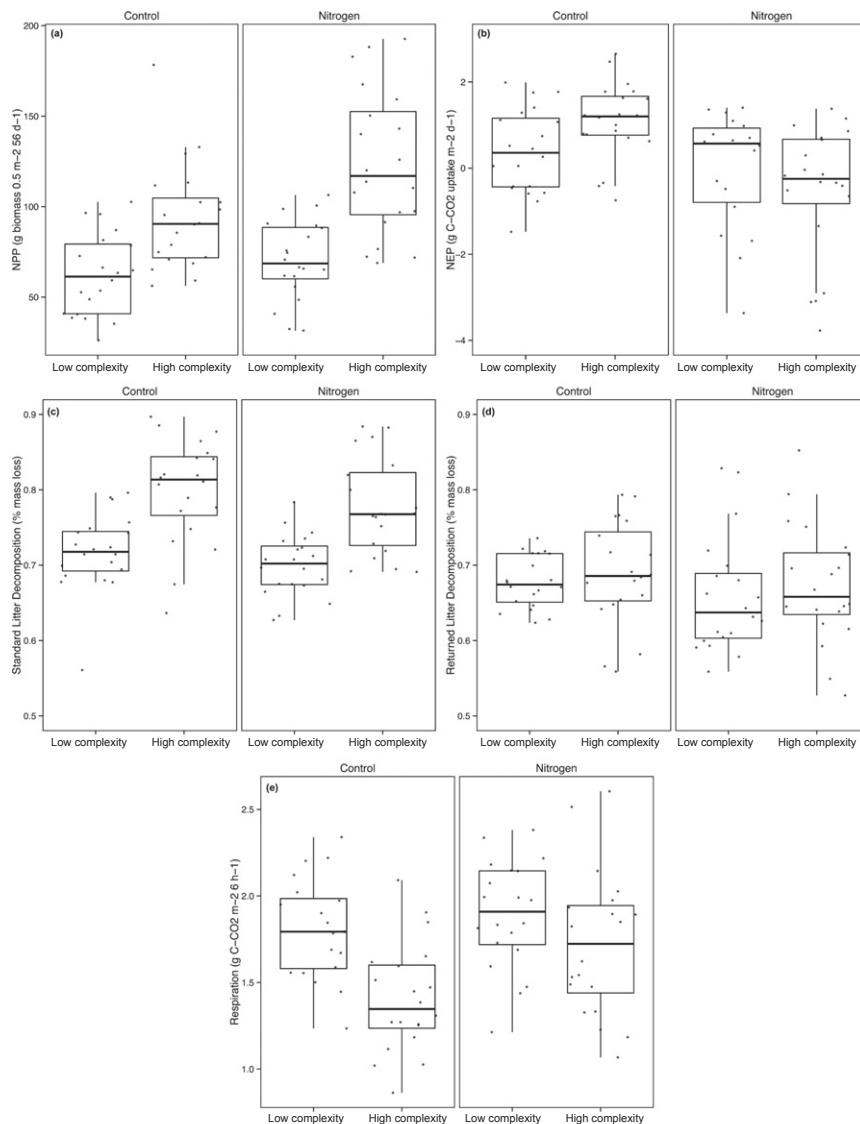 Control
Nitrogen
(a)
NPP (g biomass 0.5 m-2 56 d-1)
200
150
100
50
Low complexity
High complexity
Low complexity
High complexity
Control
Nitrogen
(b)
NEP (g C-CO2 uptake m-2 d-1)
2
0
−2
−4
Low complexity
High complexity
Low complexity
High complexity
Control
Nitrogen
(c)
Standard Litter Decomposition (% mass loss)
0.9
0.8
0.7
0.6
0.5
Low complexity
High complexity
Low complexity
High complexity
Control
Nitrogen
(d)
Returned Litter Decomposition (% mass loss)
0.9
0.8
0.7
0.6
0.5
Low complexity
High complexity
Low complexity
High complexity
Control
Nitrogen
(e)
Respiration (g C-CO2 m-2 6 h-1)
2.5
2.0
1.5
1.0
Low complexity
High complexity
Low complexity
High complexity